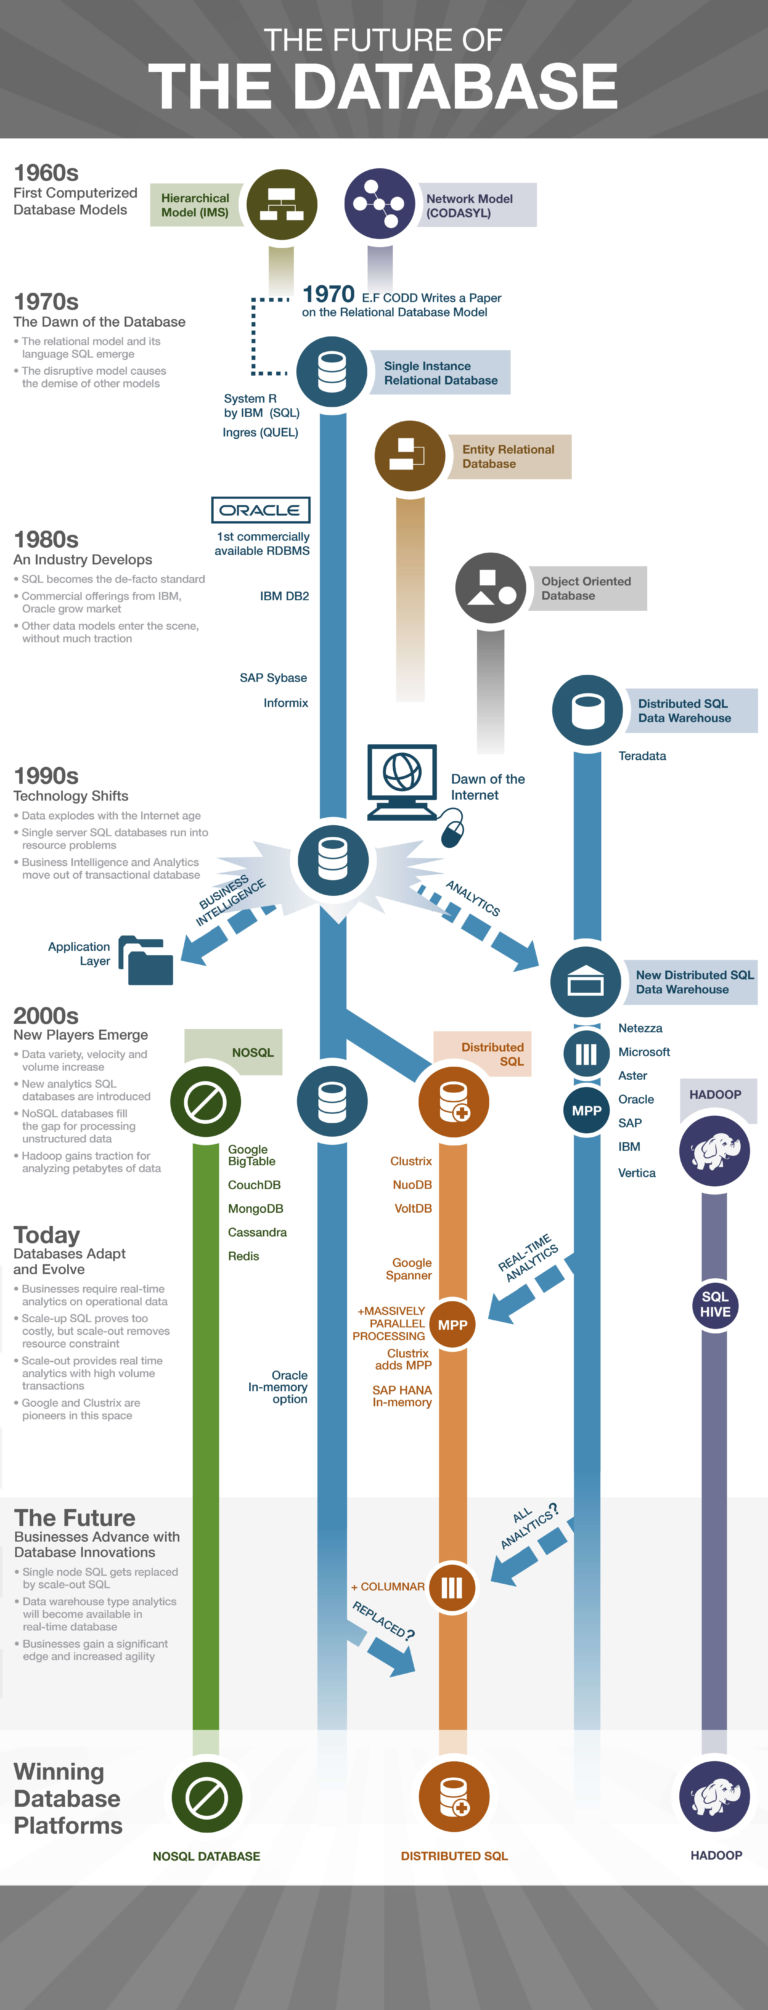 THE FUTURE OF
THE DATABASE
1960s
First Computerized
Database Models
Hierarchical
Model (IMS)
Network Model
(CODASYL)
1970s
The Dawn of the Database
• The relational model and its
language SQL emerge
• The disruptive model causes
the demise of other models
1970 E.F CODD Writes a Paper
on the Relational Database Model
Single Instance
Relational Database
System R
by IBM (SQL)
Ingres (QUEL)
Entity Relational
Database
ORACLE
1st commercially
available RDBMS
1980s
An Industry Develops
• SQL becomes the de-facto standard
• Commercial offerings from IBM,
Oracle grow market
• Other data models enter the scene,
without much traction
IBM DB2
Object Oriented
Database
SAP Sybase
Informix
Distributed SQL
Data Warehouse
Teradata
1990s
Technology Shifts
• Data explodes with the Internet age
• Single server SQL databases run into
resource problems
• Business Intelligence and Analytics
move out of transactional database
Dawn of the
Internet
BUSINESS
INTELLIGENCE
ANALYTICS
Application
Layer
New Distributed SQL
Data Warehouse
2000s
New Players Emerge
• Data variety, velocity and
volume increase
• New analytics SQL
databases are introduced
• NoSQL databases fill
the gap for processing
unstructured data
• Hadoop gains traction for
analyzing petabytes of data
NOSQL
Distributed
SQL
Netezza
Microsoft
Aster
Oracle
SAP
IBM
Vertica
MPP
HADOOP
Google
BigTable
CouchDB
MongoDB
Cassandra
Redis
Clustrix
NuoDB
VoltDB
Google
Spanner
Today
Databases Adapt
and Evolve
• Businesses require real-time
analytics on operational data
• Scale-up SQL proves too
costly, but scale-out removes
resource constraint
• Scale-out provides real time
analytics with high volume
transactions
• Google and Clustrix are
pioneers in this space
REAL-TIME
ANALYTICS
SQL
HIVE
+MASSIVELY
PARALLEL
PROCESSING
MPP
Clustrix
adds MPP
SAP HANA
In-memory
Oracle
In-memory
option
The Future
Businesses Advance with
Database Innovations
• Single node SQL gets replaced
by scale-out SQL
• Data warehouse type analytics
will become available in
real-time database
• Businesses gain a significant
edge and increased agility
ALL
ANALYTICS?
+ COLUMNAR
REPLACED?
Winning
Database
Platforms
NOSQL DATABASE
DISTRIBUTED SQL
HADOOP